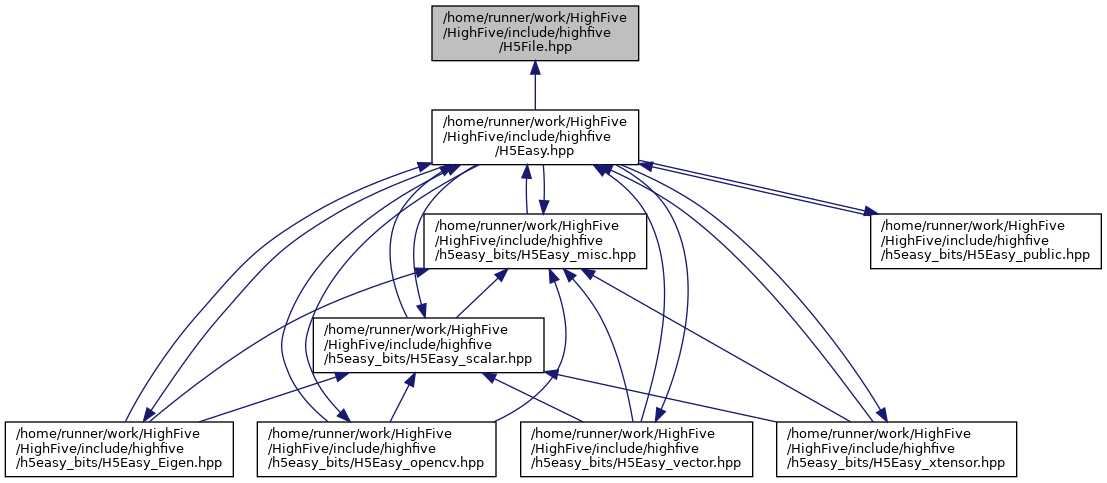 /home/runner/work/HighFive
/HighFive/include/highfive
/H5File.hpp
/home/runner/work/HighFive
/HighFive/include/highfive
/H5Easy.hpp
/home/runner/work/HighFive
/HighFive/include/highfive
/h5easy_bits/H5Easy_misc.hpp
/home/runner/work/HighFive
/HighFive/include/highfive
/h5easy_bits/H5Easy_public.hpp
/home/runner/work/HighFive
/HighFive/include/highfive
/h5easy_bits/H5Easy_scalar.hpp
/home/runner/work/HighFive
/HighFive/include/highfive
/h5easy_bits/H5Easy_Eigen.hpp
/home/runner/work/HighFive
/HighFive/include/highfive
/h5easy_bits/H5Easy_opencv.hpp
/home/runner/work/HighFive
/HighFive/include/highfive
/h5easy_bits/H5Easy_vector.hpp
/home/runner/work/HighFive
/HighFive/include/highfive
/h5easy_bits/H5Easy_xtensor.hpp